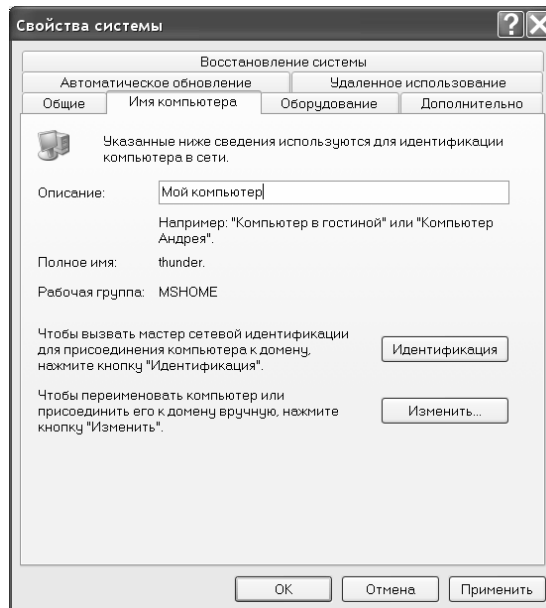 Свойства системы
Восстановление системы
Автоматическое обновление Удаленное использование
Общие Имя компьютера Оборудование Дополнительно
Указанные ниже сведения используются для идентификации
компьютера в сети.
Описание: Мой компьютер
Например: "Компьютер в гостиной" или "Компьютер
Андрея".
Полное имя: thunder.
Рабочая группа: MSHOME
Чтобы вызвать мастер сетевой идентификации
для присоединения компьютера к домену,
нажмите кнопку "Идентификация".
Идентификация
Чтобы переименовать компьютер или
присоединить его к домену вручную, нажмите
кнопку "Изменить".
Изменить...
ОК Отмена Применить